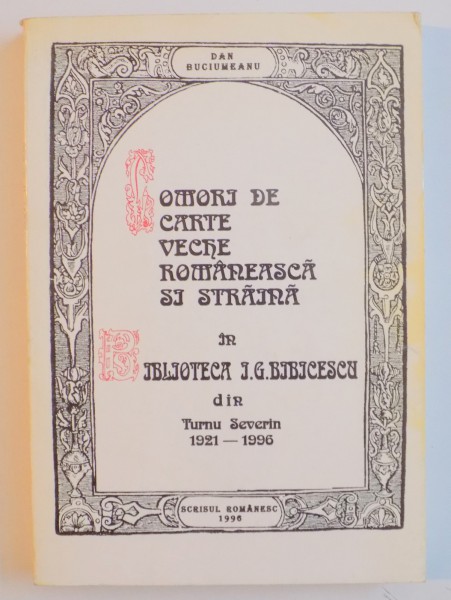 DAN
BUCIUMEANU
COMORI DE
CARTE
VECHE
ROMÂNEASCĂ
SI STRĂINĂ
ÎN
BIBLIOTECA I.G.BIBICESCU
din
Turnu Severin
1921 — 1996
SCRISUL ROMÂNESC
1996